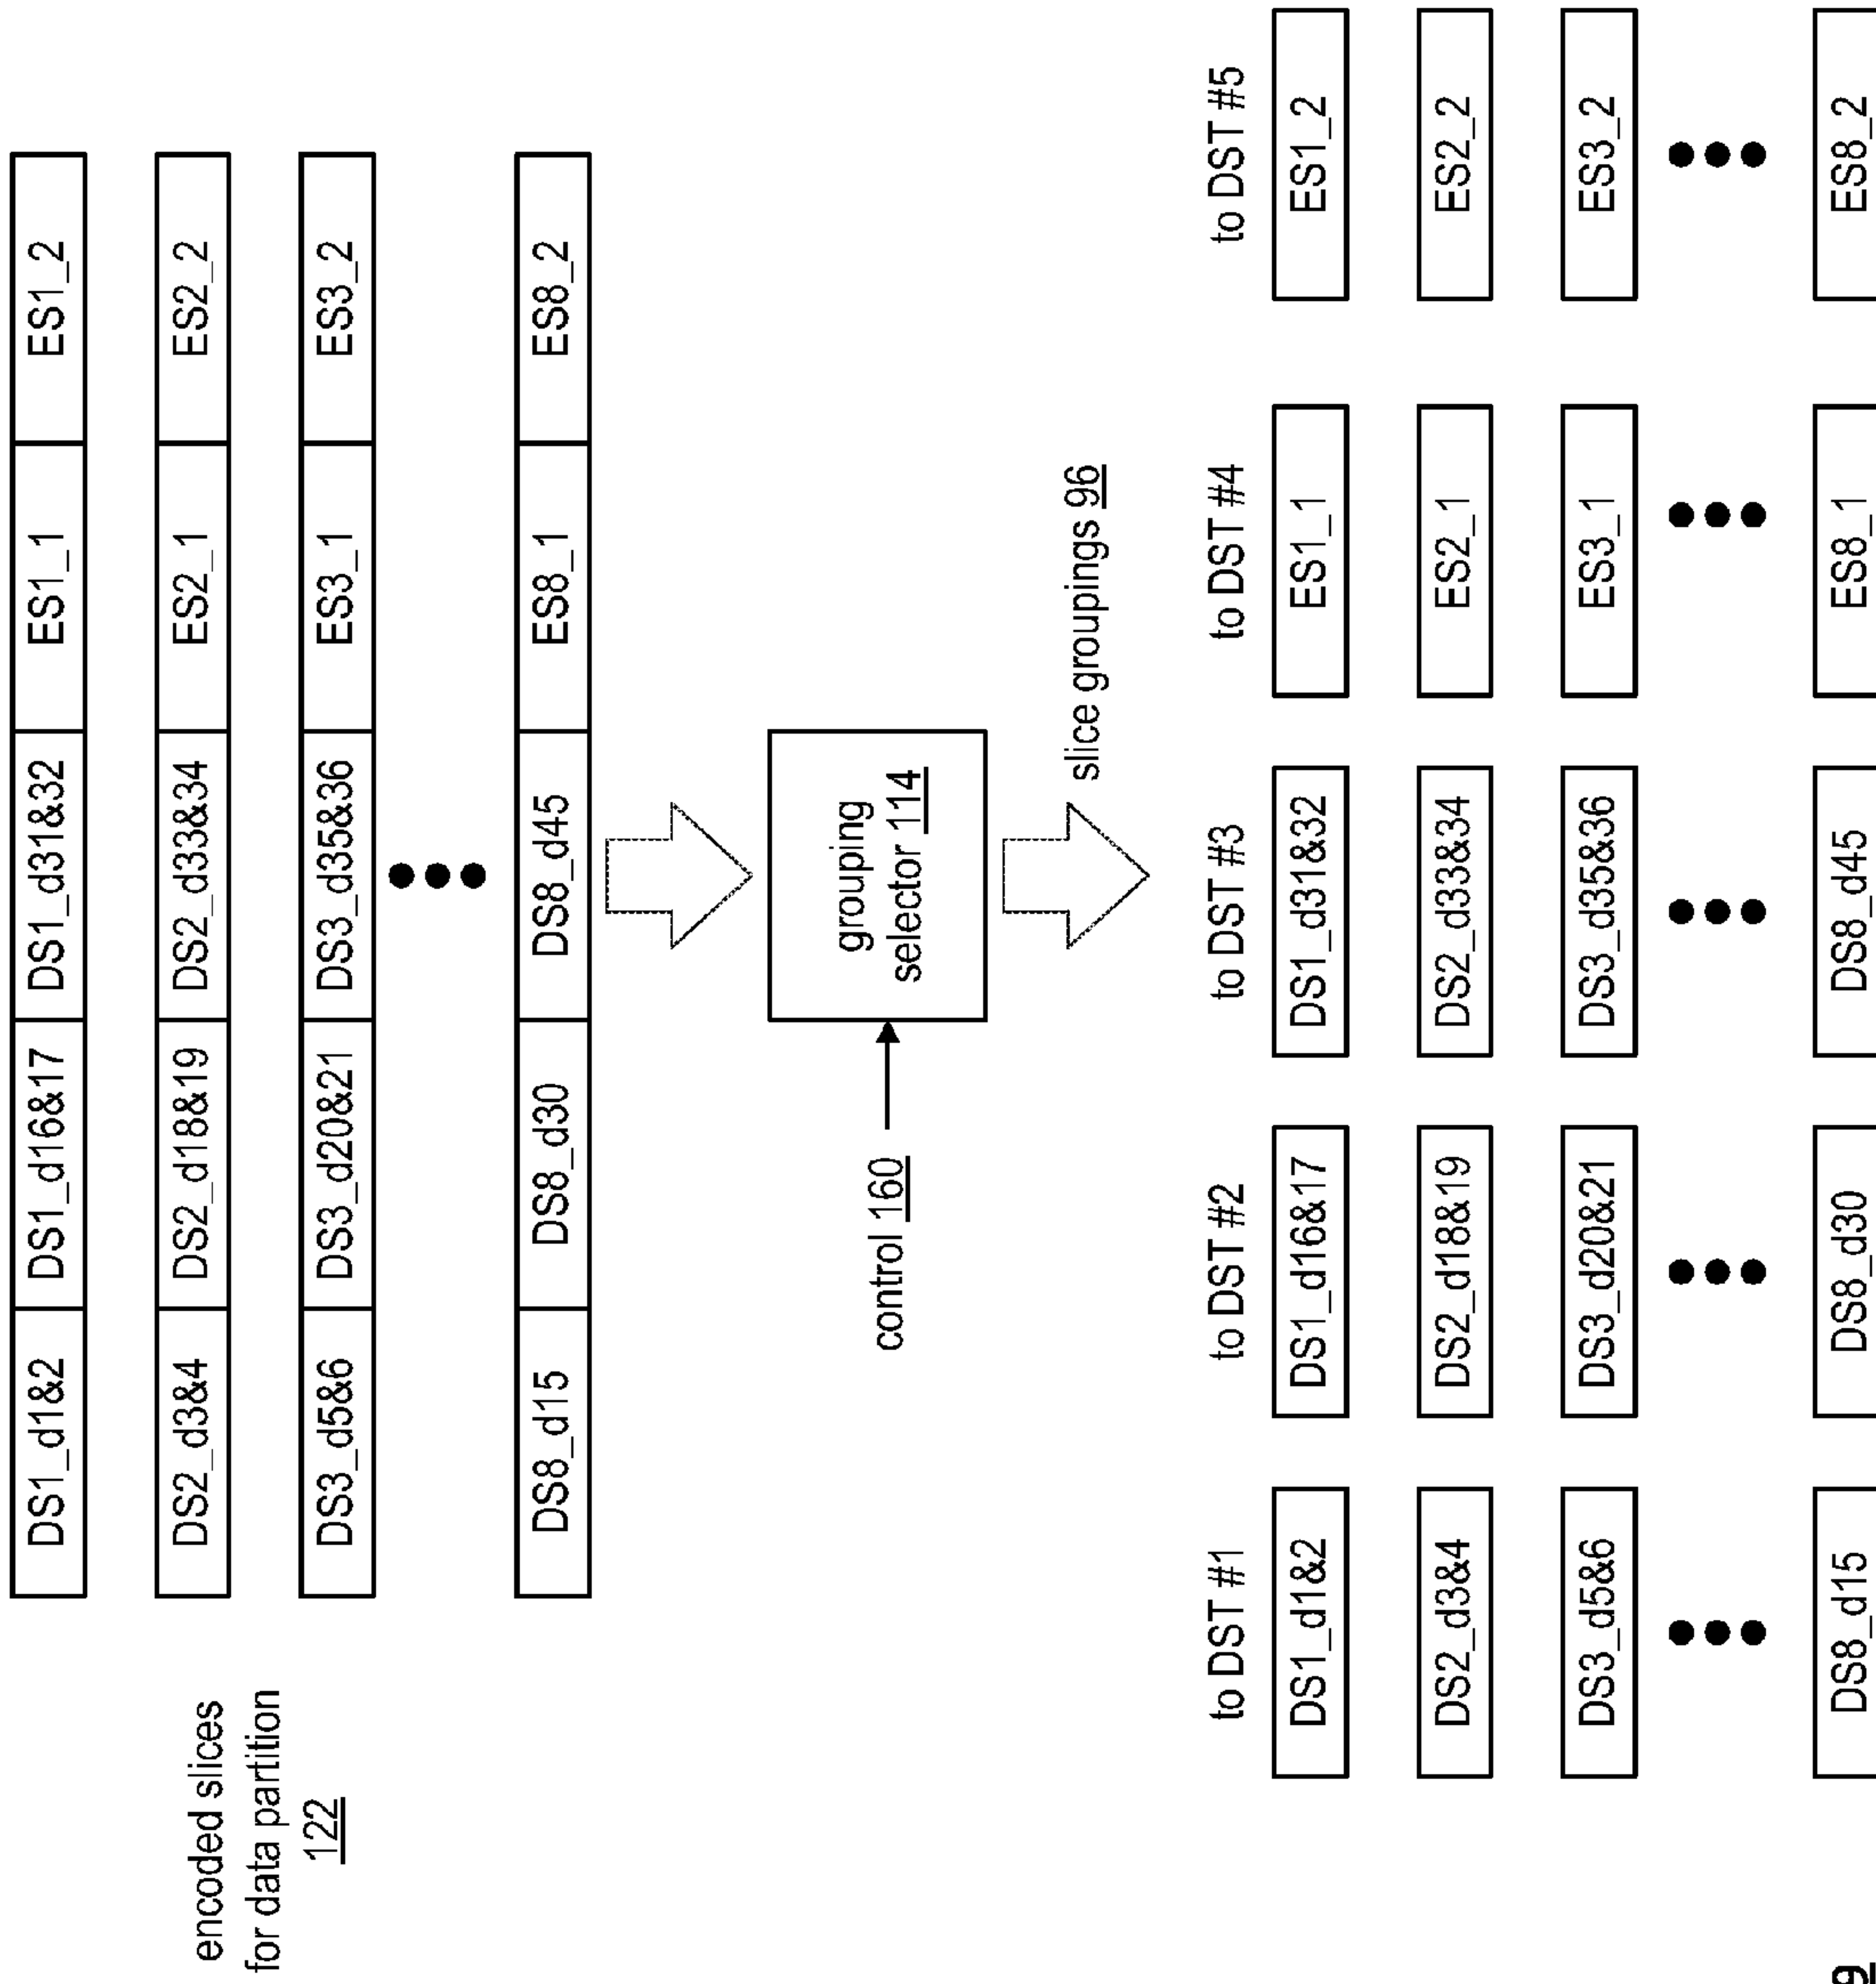 encoded slices
for data partition
122
DS1_d1&2 DS1_d16&17 DS1_d31&32 ES1_1 ES1_2
DS2_d3&4 DS2_d18&19 DS2_d33&34 ES2_1 ES2_2
DS3_d5&6 DS3_d20&21 DS3_d35&36 ES3_1 ES3_2
DS8_d15 DS8_d30 DS8_d45 ES8_1 ES8_2
control 160
grouping
selector 114
slice groupings 96
to DST #1 to DST #2 to DST #3 to DST #4 to DST #5
DS1_d1&2 DS1_d16&17 DS1_d31&32 ES1_1 ES1_2
DS2_d3&4 DS2_d18&19 DS2_d33&34 ES2_1 ES2_2
DS3_d5&6 DS3_d20&21 DS3_d35&36 ES3_1 ES3_2
DS8_d15 DS8_d30 DS8_d45 ES8_1 ES8_2